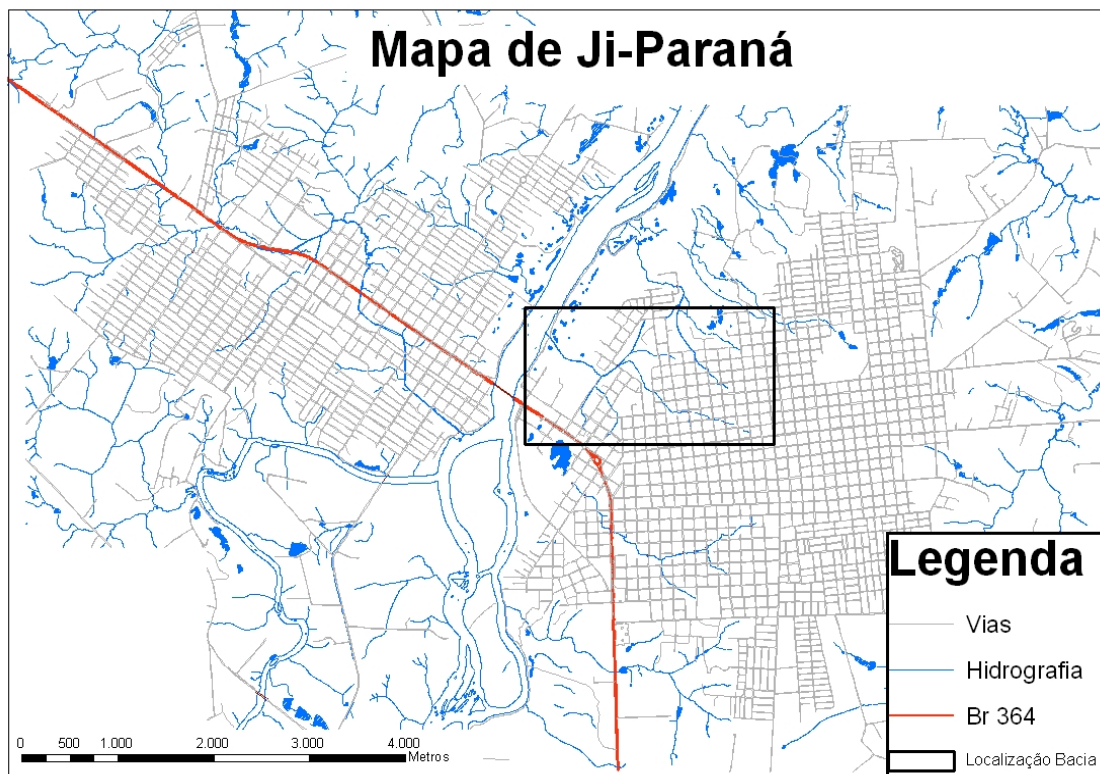 Mapa de Ji-Paraná
Legenda
Vias
Hidrografia
Br 364
Localização Bacia
0 500 1.000 2.000 3.000 4.000
Metros